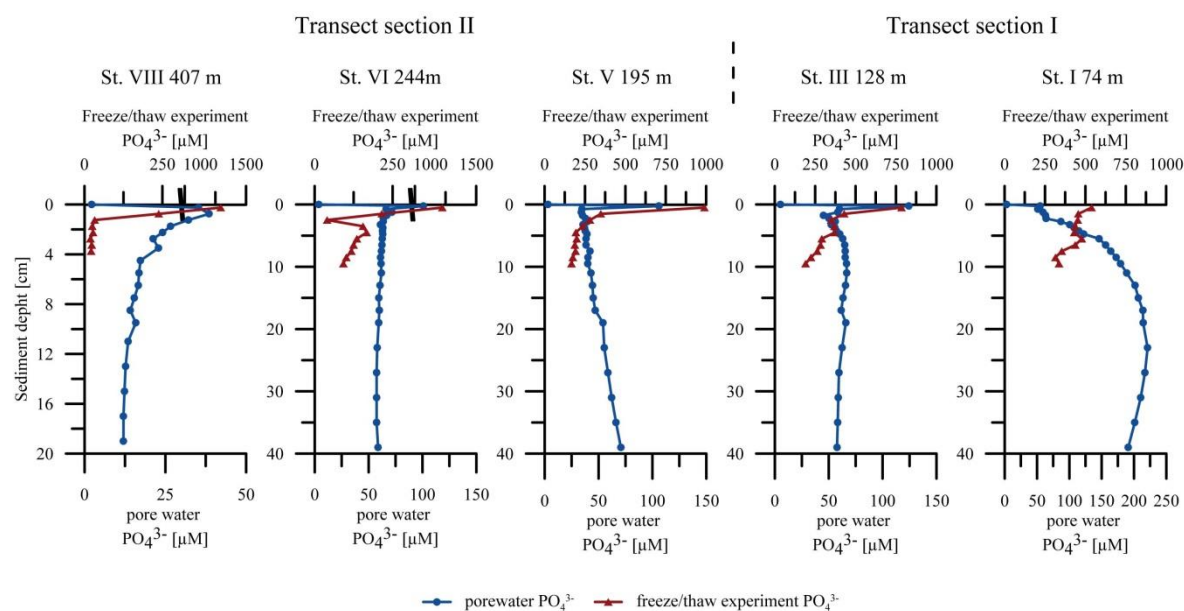 Transect section II Transect section I
St. VIII 407 m St. VI 244m St. V 195 m St. III 128 m St. I 74 m
Freeze/thaw experiment Freeze/thaw experiment Freeze/thaw experiment Freeze/thaw experiment Freeze/thaw experiment
PO₄³⁻ [µM] PO₄³⁻ [µM] PO₄³⁻ [µM] PO₄³⁻ [µM] PO₄³⁻ [µM]
0 250 1000 1500 0 250 1000 1500 0 250 500 750 1000 0 250 500 750 1000 0 250 500 750 1000
0 0 0 0 0
4 10 10 10 10
8 20 20 20 20
12 30 30 30 30
16
20 40 40 40 40
Sediment depht [cm]
0 25 50 0 50 100 150 0 50 100 150 0 50 100 150 0 50 100 150 200 250
pore water pore water pore water pore water pore water
PO₄³⁻ [µM] PO₄³⁻ [µM] PO₄³⁻ [µM] PO₄³⁻ [µM] PO₄³⁻ [µM]
porewater PO₄³⁻ freeze/thaw experiment PO₄³⁻